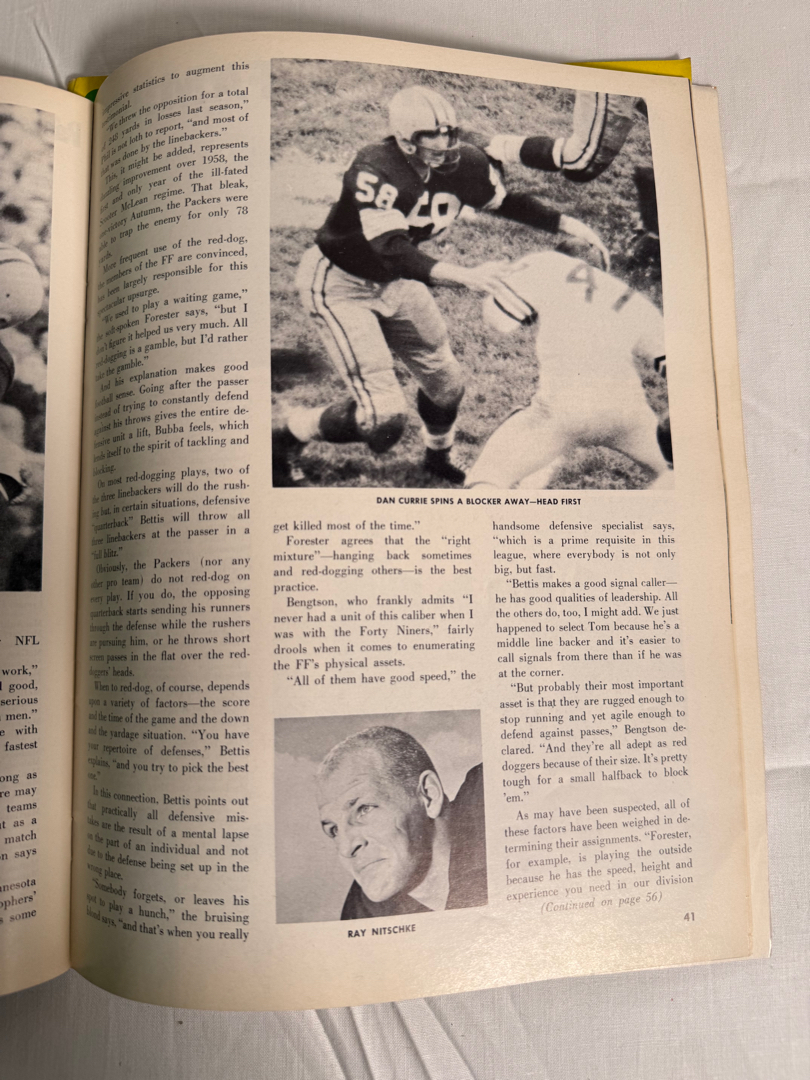 NFL
work,"
good,
serious
men."
with
fastest
as
may
teams
as a
match
says
some
statistics to augment this
"We threw the opposition for a total
248 yards in losses last season,"
Phil is not loth to report, "and most of
was done by the linebackers."
This, it might be added, represents
improvement over 1958, the
and only year of the ill-fated
Scooter McLean regime. That bleak,
Autumn, the Packers were
to trap the enemy for only 78
More frequent use of the red-dog,
members of the FF are convinced,
been largely responsible for this
upsurge.
"We used to play a waiting game,"
soft-spoken Forester says, "but I
don't figure it helped us very much. All
red-dogging is a gamble, but I'd rather
take the gamble."
And his explanation makes good
football sense. Going after the passer
instead of trying to constantly defend
against his throws gives the entire de-
fensive unit a lift, Bubba feels, which
lends itself to the spirit of tackling and
blocking.
On most red-dogging plays, two of
the three linebackers will do the rush-
ing but, in certain situations, defensive
"quarterback" Bettis will throw all
three linebackers at the passer in a
"full blitz."
Obviously, the Packers (nor any
other pro team) do not red-dog on
every play. If you do, the opposing
quarterback starts sending his runners
through the defense while the rushers
are pursuing him, or he throws short
screen passes in the flat over the red-
doggers' heads.
When to red-dog, of course, depends
upon a variety of factors—the score
and the time of the game and the down
and the yardage situation. "You have
your repertoire of defenses," Bettis
explains, "and you try to pick the best
one."
In this connection, Bettis points out
that practically all defensive mis-
takes are the result of a mental lapse
on the part of an individual and not
due to the defense being set up in the
wrong place.
"Somebody forgets, or leaves his
spot to play a hunch," the bruising
blond says, "and that's when you really
58
58
47
DAN CURRIE SPINS A BLOCKER AWAY—HEAD FIRST
get killed most of the time."
Forester agrees that the "right
mixture"—hanging back sometimes
and red-dogging others—is the best
practice.
Bengtson, who frankly admits "I
never had a unit of this caliber when I
was with the Forty Niners," fairly
drools when it comes to enumerating
the FF's physical assets.
"All of them have good speed," the
RAY NITSCHKE
handsome defensive specialist says,
"which is a prime requisite in this
league, where everybody is not only
big, but fast.
"Bettis makes a good signal caller—
he has good qualities of leadership. All
the others do, too, I might add. We just
happened to select Tom because he's a
middle line backer and it's easier to
call signals from there than if he was
at the corner.
"But probably their most important
asset is that they are rugged enough to
stop running and yet agile enough to
defend against passes," Bengtson de-
clared. "And they're all adept as red
doggers because of their size. It's pretty
tough for a small halfback to block
'em."
As may have been suspected, all of
these factors have been weighed in de-
termining their assignments. "Forester,
for example, is playing the outside
because he has the speed, height and
experience you need in our division
(Continued on page 56)
41